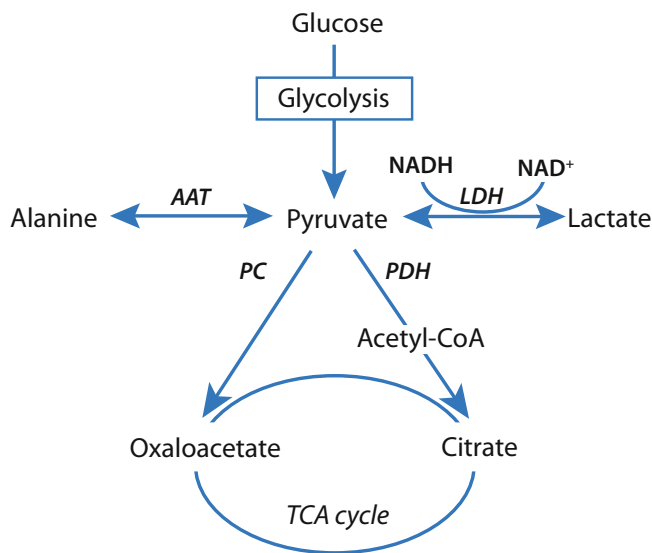 Glucose
Glycolysis
NADH NAD⁺
AAT LDH
Alanine Pyruvate Lactate
PC PDH
Acetyl-CoA
Oxaloacetate Citrate
TCA cycle